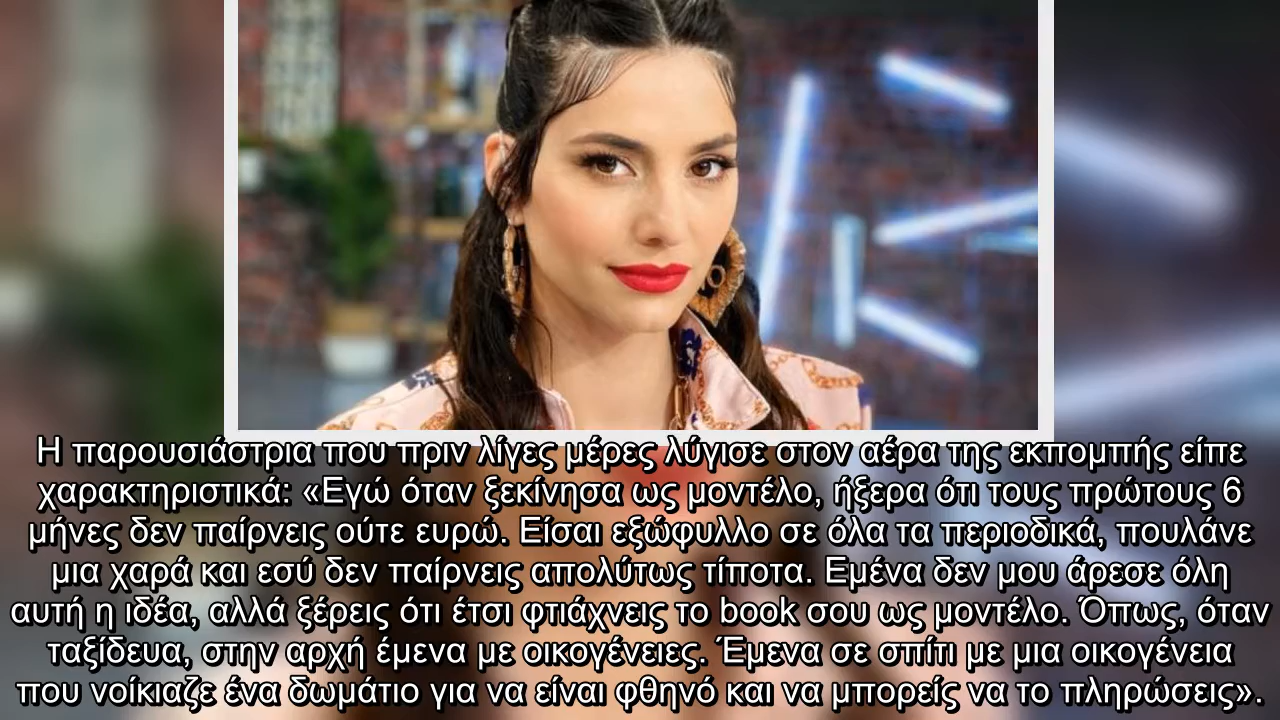 Η παρουσιάστρια που πριν λίγες μέρες λύγισε στον αέρα της εκπομπής είπε
χαρακτηριστικά: «Εγώ όταν ξεκίνησα ως μοντέλο, ήξερα ότι τους πρώτους 6
μήνες δεν παίρνεις ούτε ευρώ. Είσαι εξώφυλλο σε όλα τα περιοδικά, πουλάνε
μια χαρά και εσύ δεν παίρνεις απολύτως τίποτα. Εμένα δεν μου άρεσε όλη
αυτή η ιδέα, αλλά ξέρεις ότι έτσι φτιάχνεις το book σου ως μοντέλο. Όπως, όταν
ταξίδευα, στην αρχή έμενα με οικογένειες. Έμενα σε σπίτι με μια οικογένεια
που νοίκιαζε ένα δωμάτιο για να είναι φθηνό και να μπορείς να το πληρώσεις».